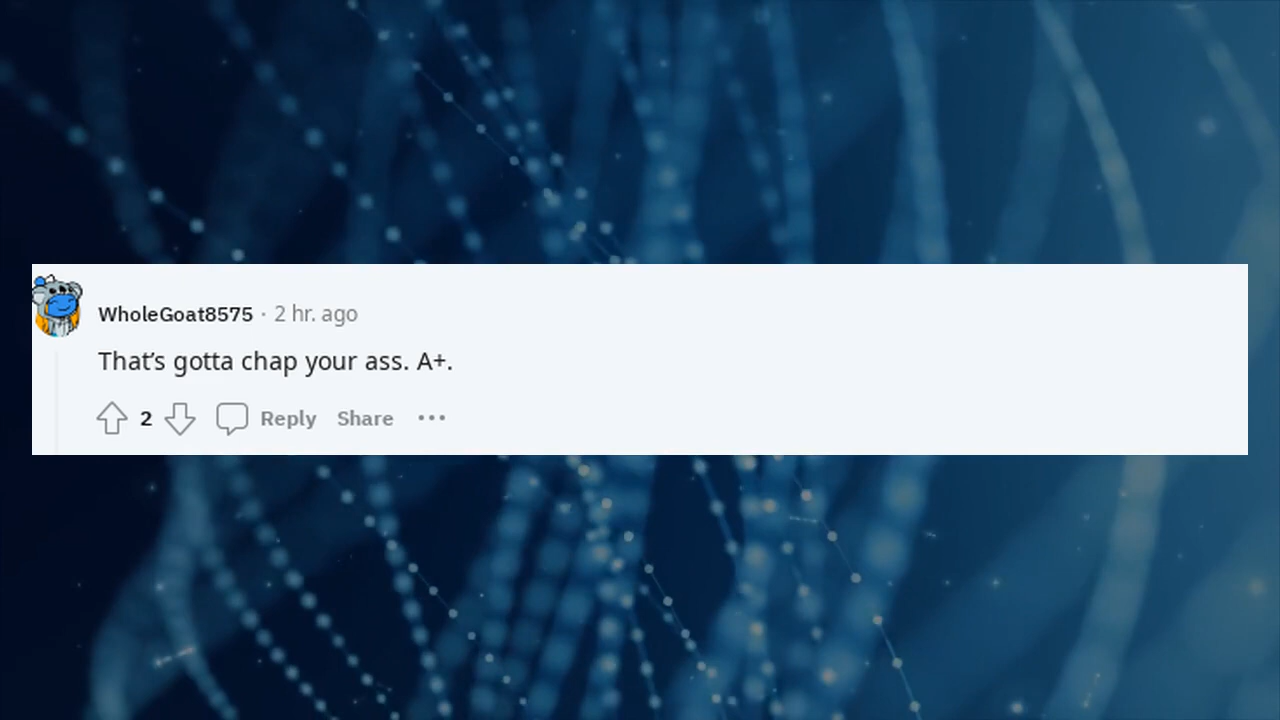 WholeGoat8575 · 2 hr. ago
That’s gotta chap your ass. A+.
2 Reply Share ···